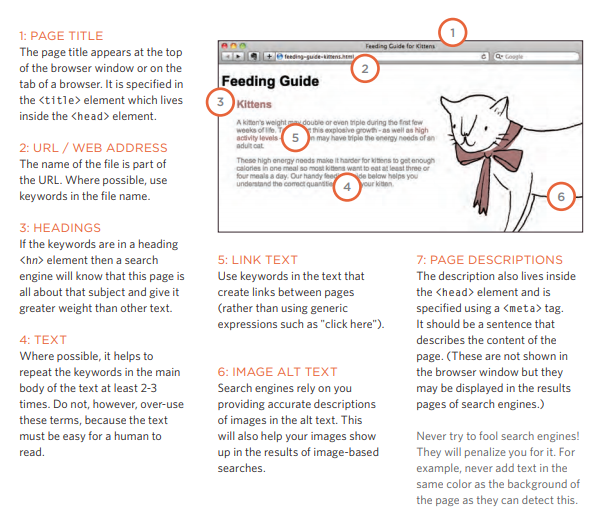 1: PAGE TITLE
The page title appears at the top
of the browser window or on the
tab of a browser. It is specified in
the <title> element which lives
inside the <head> element.
2: URL / WEB ADDRESS
The name of the file is part of
the URL. Where possible, use
keywords in the file name.
3: HEADINGS
If the keywords are in a heading
<hn> element then a search
engine will know that this page is
all about that subject and give it
greater weight than other text.
4: TEXT
Where possible, it helps to
repeat the keywords in the main
body of the text at least 2-3
times. Do not, however, over-use
these terms, because the text
must be easy for a human to
read.
1
Feeding Guide for Kittens
feeding-guide-kittens.html
Google
2
Feeding Guide
3
Kittens
A kitten's weight may double or even triple during the first few
weeks of life. this explosive growth - as well as high
activity levels may have triple the energy needs of an
adult cat.
5
These high energy needs make it harder for kittens to get enough
calories in one meal so most kittens want to eat at least three or
four meals a day. Our handy below helps you
understand the correct your kitten.
4
6
5: LINK TEXT
Use keywords in the text that
create links between pages
(rather than using generic
expressions such as "click here").
6: IMAGE ALT TEXT
Search engines rely on you
providing accurate descriptions
of images in the alt text. This
will also help your images show
up in the results of image-based
searches.
7: PAGE DESCRIPTIONS
The description also lives inside
the <head> element and is
specified using a <meta> tag.
It should be a sentence that
describes the content of the
page. (These are not shown in
the browser window but they
may be displayed in the results
pages of search engines.)
Never try to fool search engines!
They will penalize you for it. For
example, never add text in the
same color as the background of
the page as they can detect this.